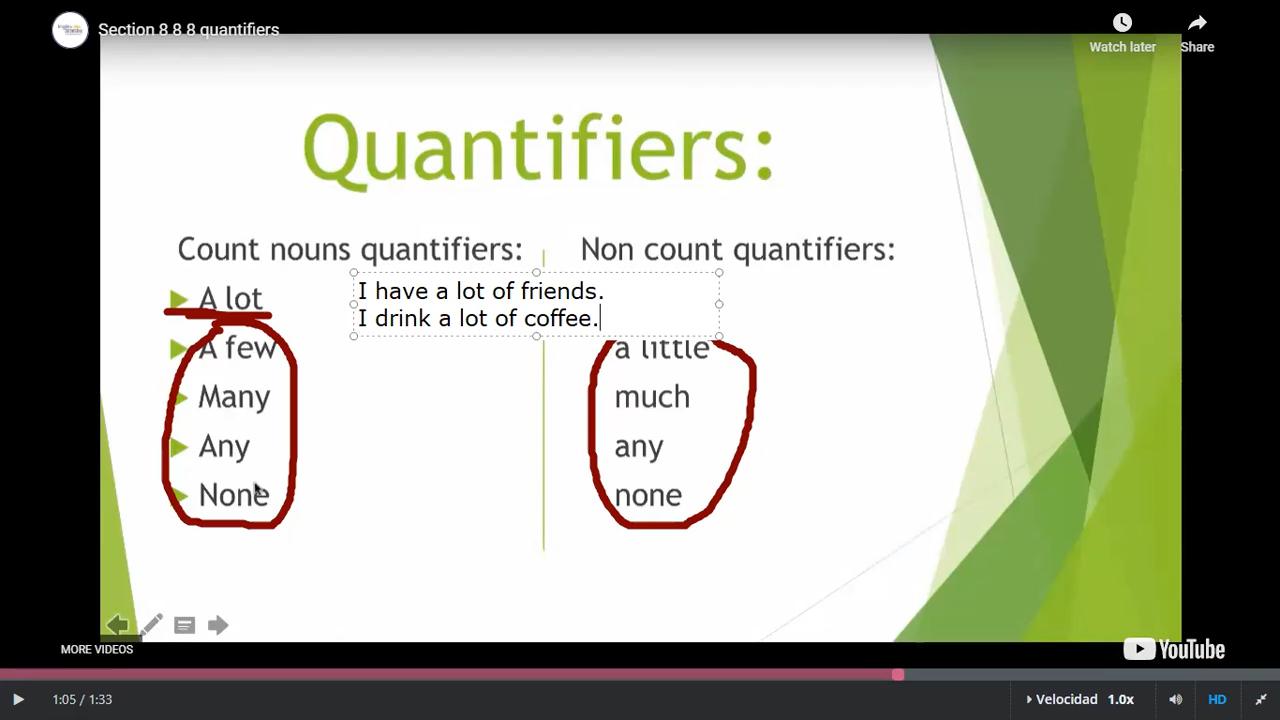 Section 8 8 8 quantifiers
Watch later
Share
Quantifiers:
Count nouns quantifiers:
Non count quantifiers:
I have a lot of friends.
I drink a lot of coffee.
A lot
A few
Many
Any
None
a little
much
any
none
MORE VIDEOS
YouTube
1:05 / 1:33
Velocidad 1.0x
HD